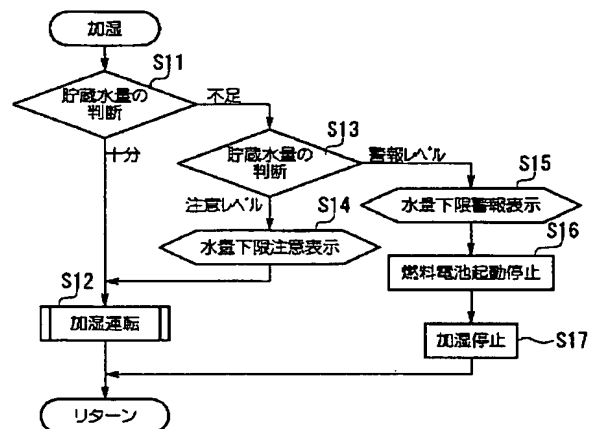 加湿
S11
貯蔵水量の
判断
不足
十分
S13
貯蔵水量の
判断
警報レベル
注意レベル
S14
水量下限注意表示
S15
水量下限警報表示
S16
燃料電池起動停止
S12
加湿運転
加湿停止
S17
リターン